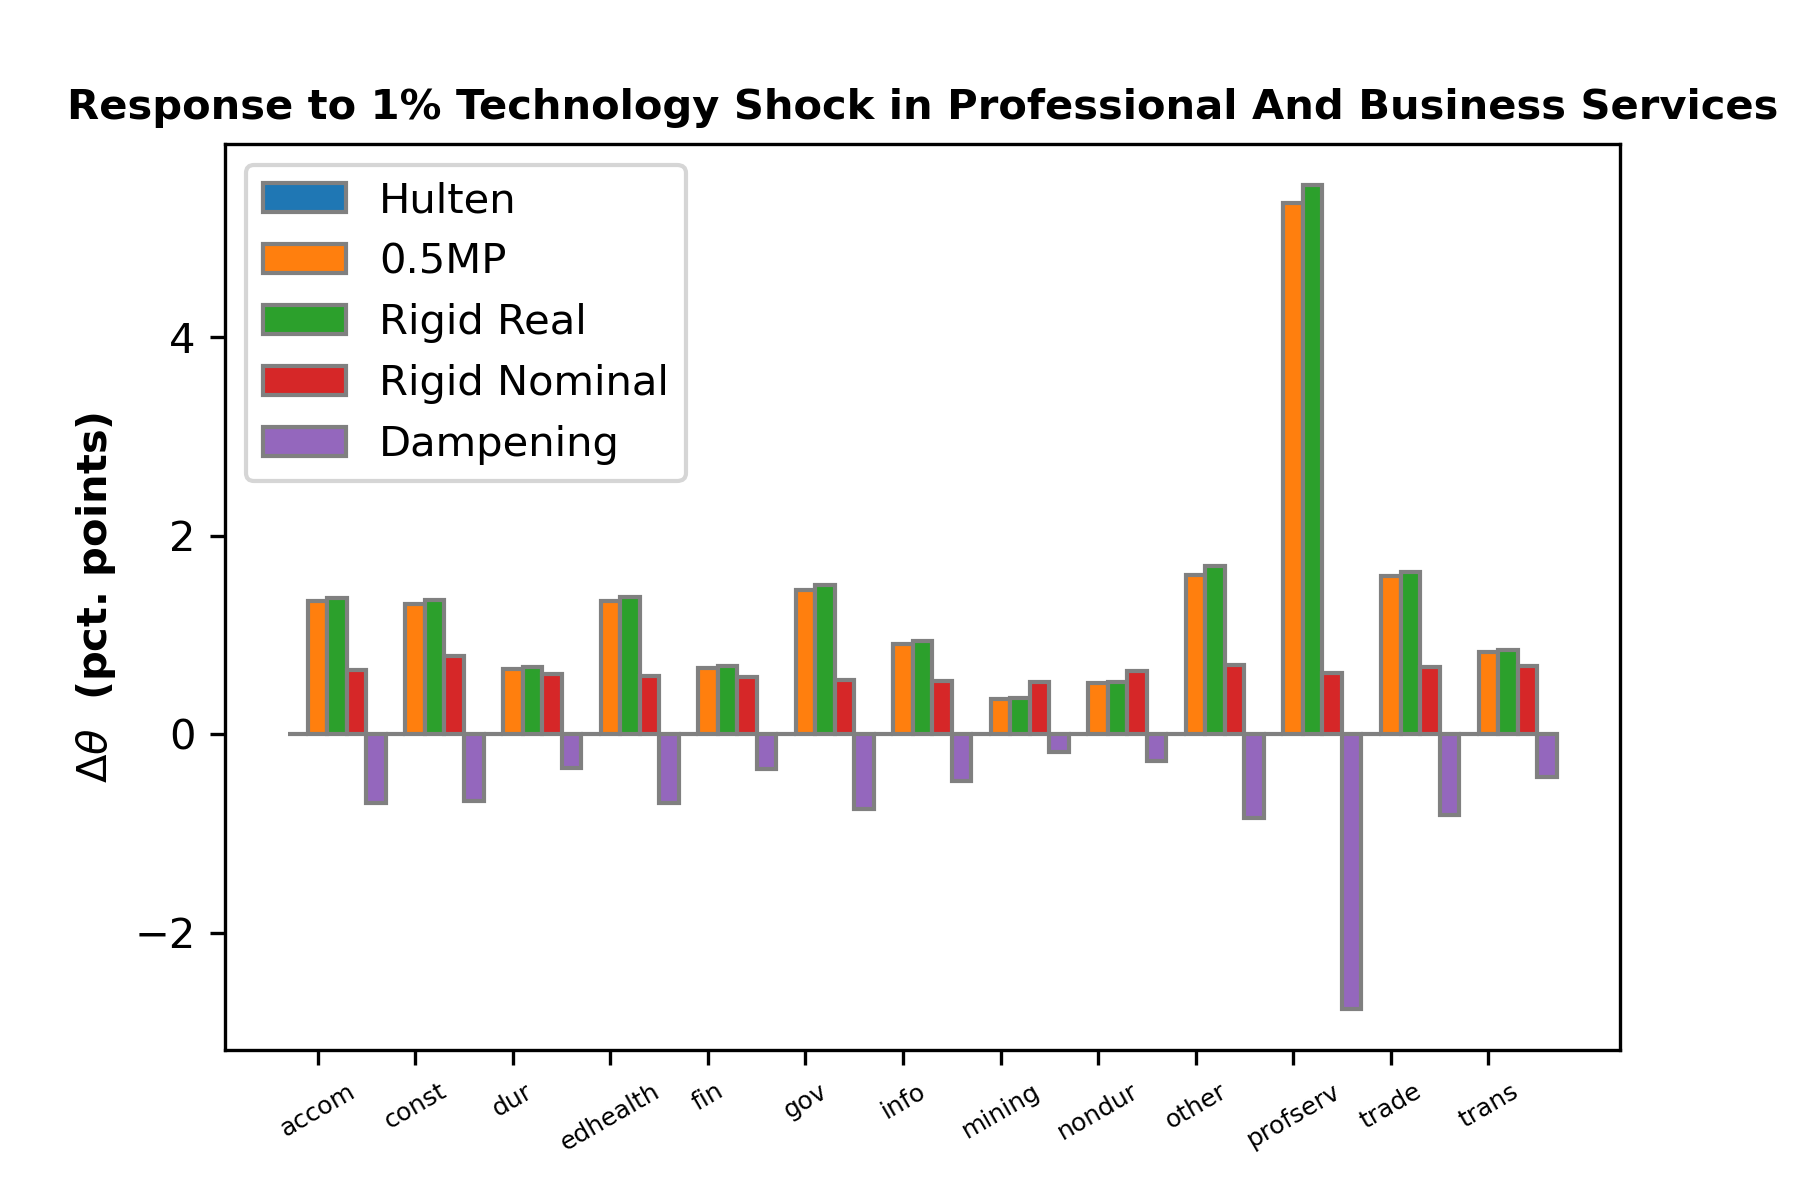 Response to 1% Technology Shock in Professional And Business Services
Hulten
0.5MP
Rigid Real
Rigid Nominal
Dampening
Δθ (pct. points)
4
2
0
−2
accom
const
dur
edhealth
fin
gov
info
mining
nondur
other
profserv
trade
trans